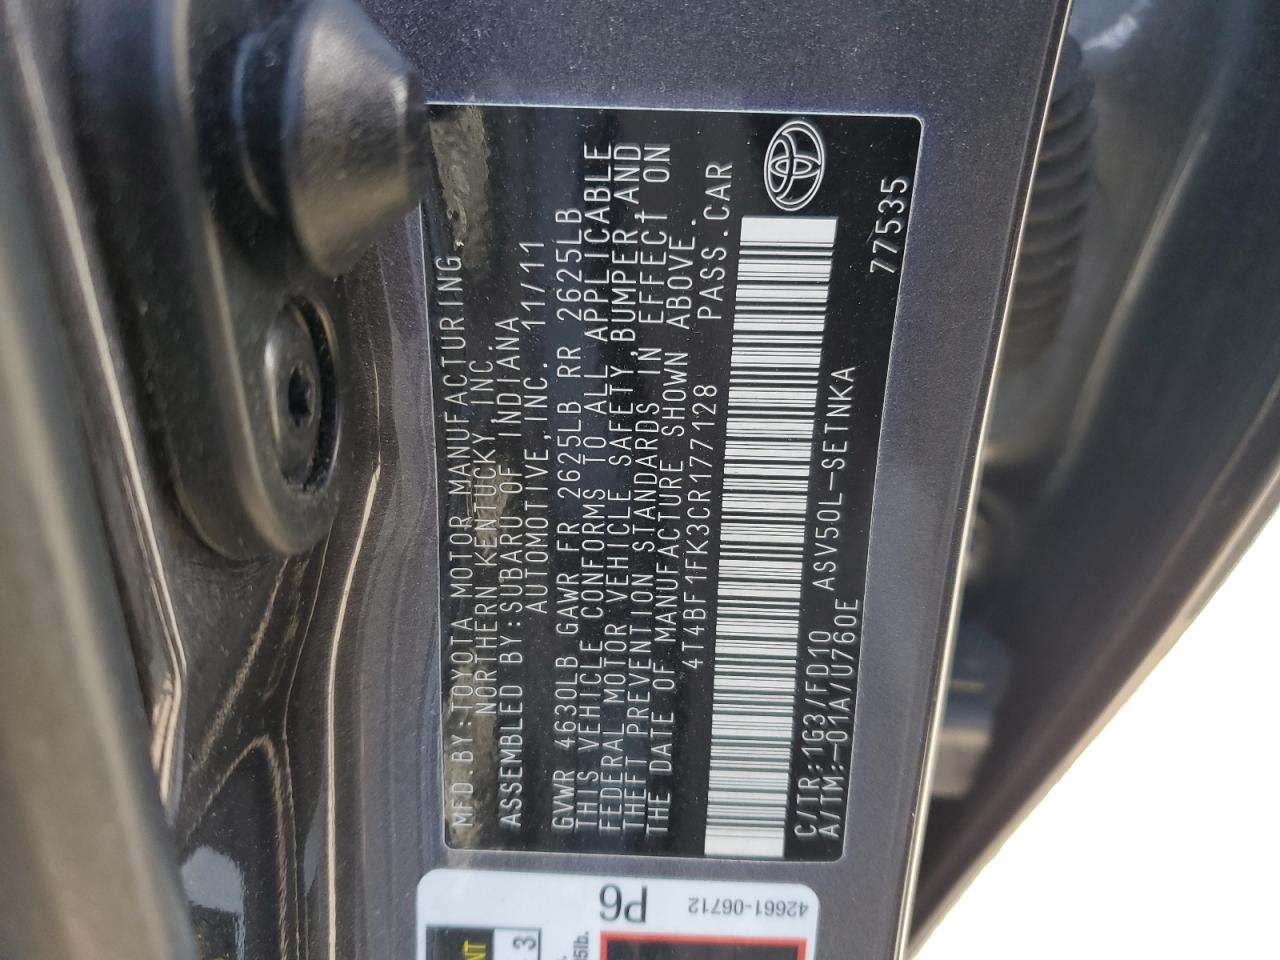 MFD.BY:TOYOTA MOTOR MANUFACTURING,
NORTHERN KENTUCKY,INC.
ASSEMBLED BY:SUBARU OF INDIANA
AUTOMOTIVE,INC. 11/11
GVWR 4630LB GAWR FR 2625LB RR 2625LB
THIS VEHICLE CONFORMS TO ALL APPLICABLE
FEDERAL MOTOR VEHICLE SAFETY,BUMPER,AND
THEFT PREVENTION STANDARDS IN EFFECT ON
THE DATE OF MANUFACTURE SHOWN ABOVE.
4T4BF1FK3CR177128 PASS.CAR
C/TR:1G3/FD10 ASV50L-SETNKA
A/TM:-01A/U760E 77535
42661-06712
P6